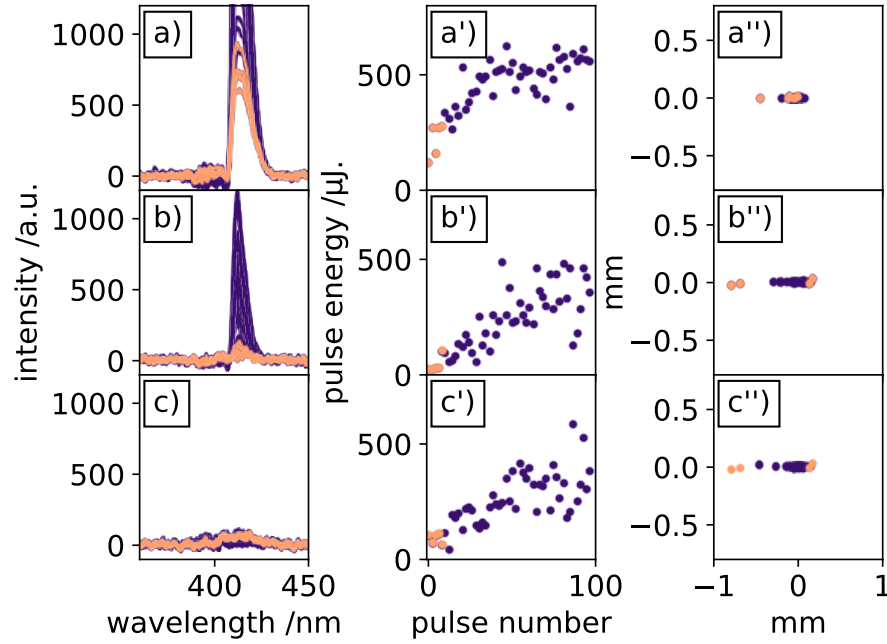 a)
a')
a'')
1000
500
0
500
0
0.5
0.0
−0.5
b)
b')
b'')
1000
500
0
500
0
0.5
0.0
−0.5
c)
c')
c'')
1000
500
0
500
0
0.5
0.0
−0.5
intensity /a.u.
pulse energy /µJ.
mm
400
450
0
100
−1
0
1
wavelength /nm
pulse number
mm